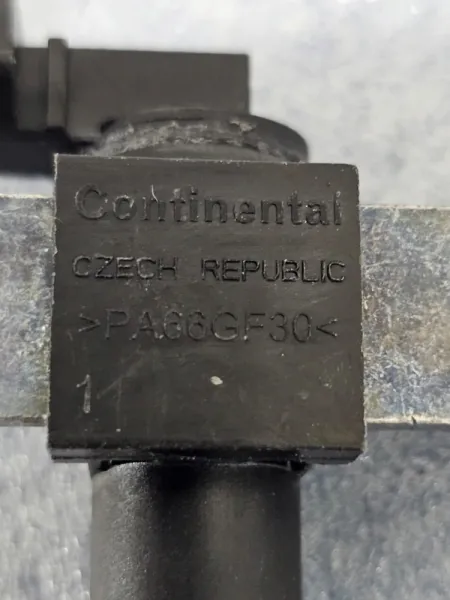 Continental
CZECH REPUBLIC
>PA66GF30<
1